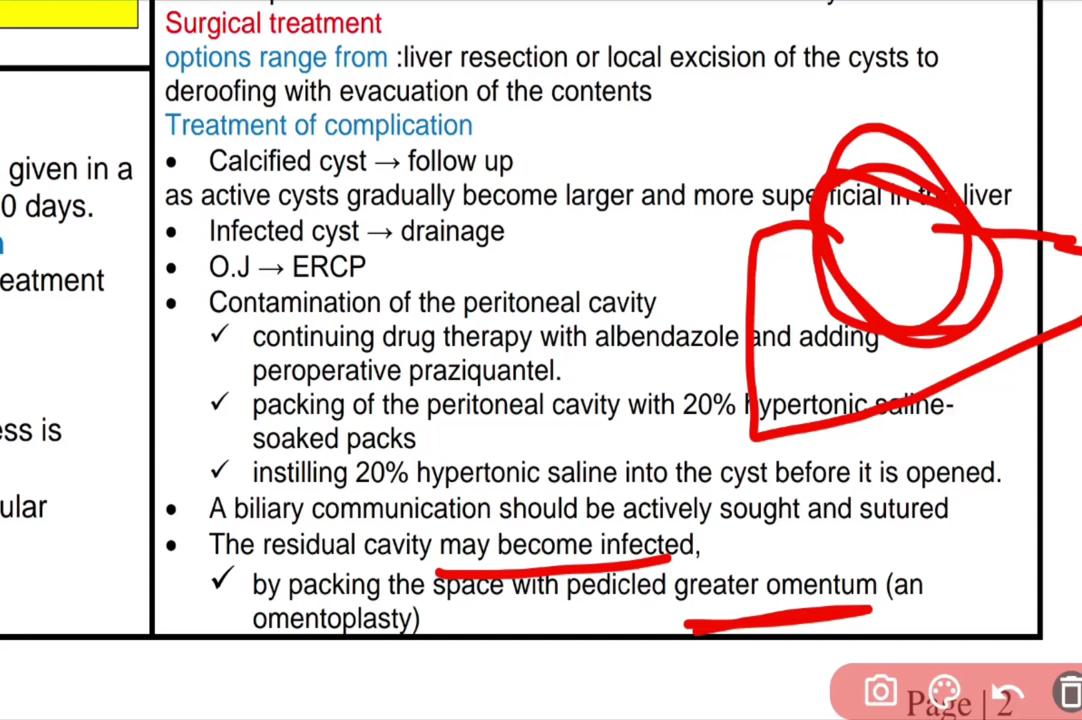 Surgical treatment
options range from :liver resection or local excision of the cysts to
deroofing with evacuation of the contents
Treatment of complication
• Calcified cyst → follow up
as active cysts gradually become larger and more superficial in the liver
• Infected cyst → drainage
• O.J → ERCP
• Contamination of the peritoneal cavity
✓ continuing drug therapy with albendazole and adding
peroperative praziquantel.
✓ packing of the peritoneal cavity with 20% hypertonic saline-
soaked packs
✓ instilling 20% hypertonic saline into the cyst before it is opened.
• A biliary communication should be actively sought and sutured
• The residual cavity may become infected,
✓ by packing the space with pedicled greater omentum (an
omentoplasty)
given in a
0 days.
eatment
ess is
ular
Page | 2